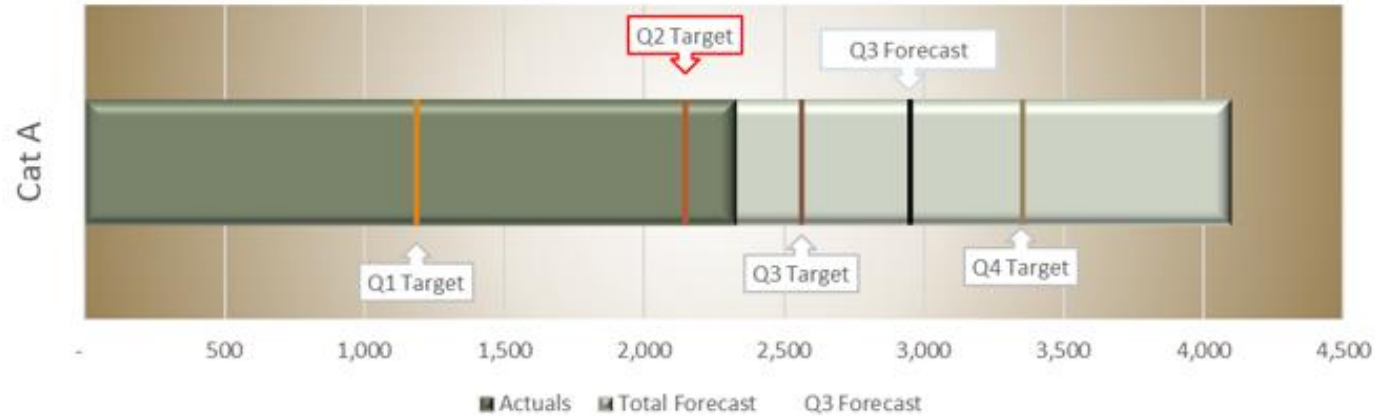 Q2 Target
Q3 Forecast
Cat A
Q1 Target
Q3 Target
Q4 Target
- 500 1,000 1,500 2,000 2,500 3,000 3,500 4,000 4,500
Actuals Total Forecast Q3 Forecast